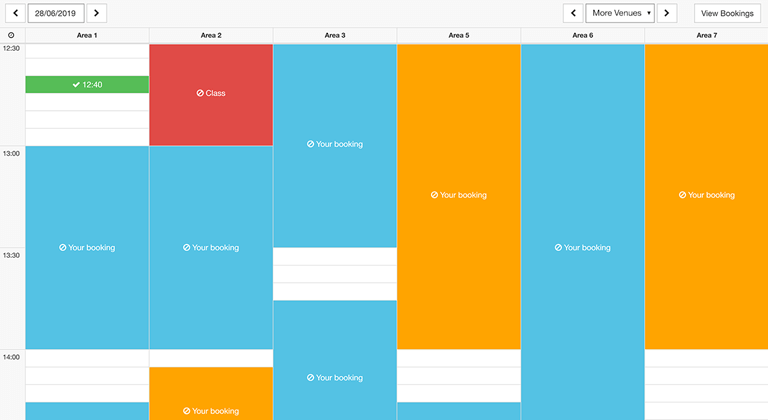 28/06/2019
More Venues
View Bookings
Area 1
Area 2
Area 3
Area 5
Area 6
Area 7
12:30
12:40
Class
Your booking
13:00
Your booking
Your booking
Your booking
Your booking
Your booking
Your booking
13:30
14:00
Your booking
Your booking